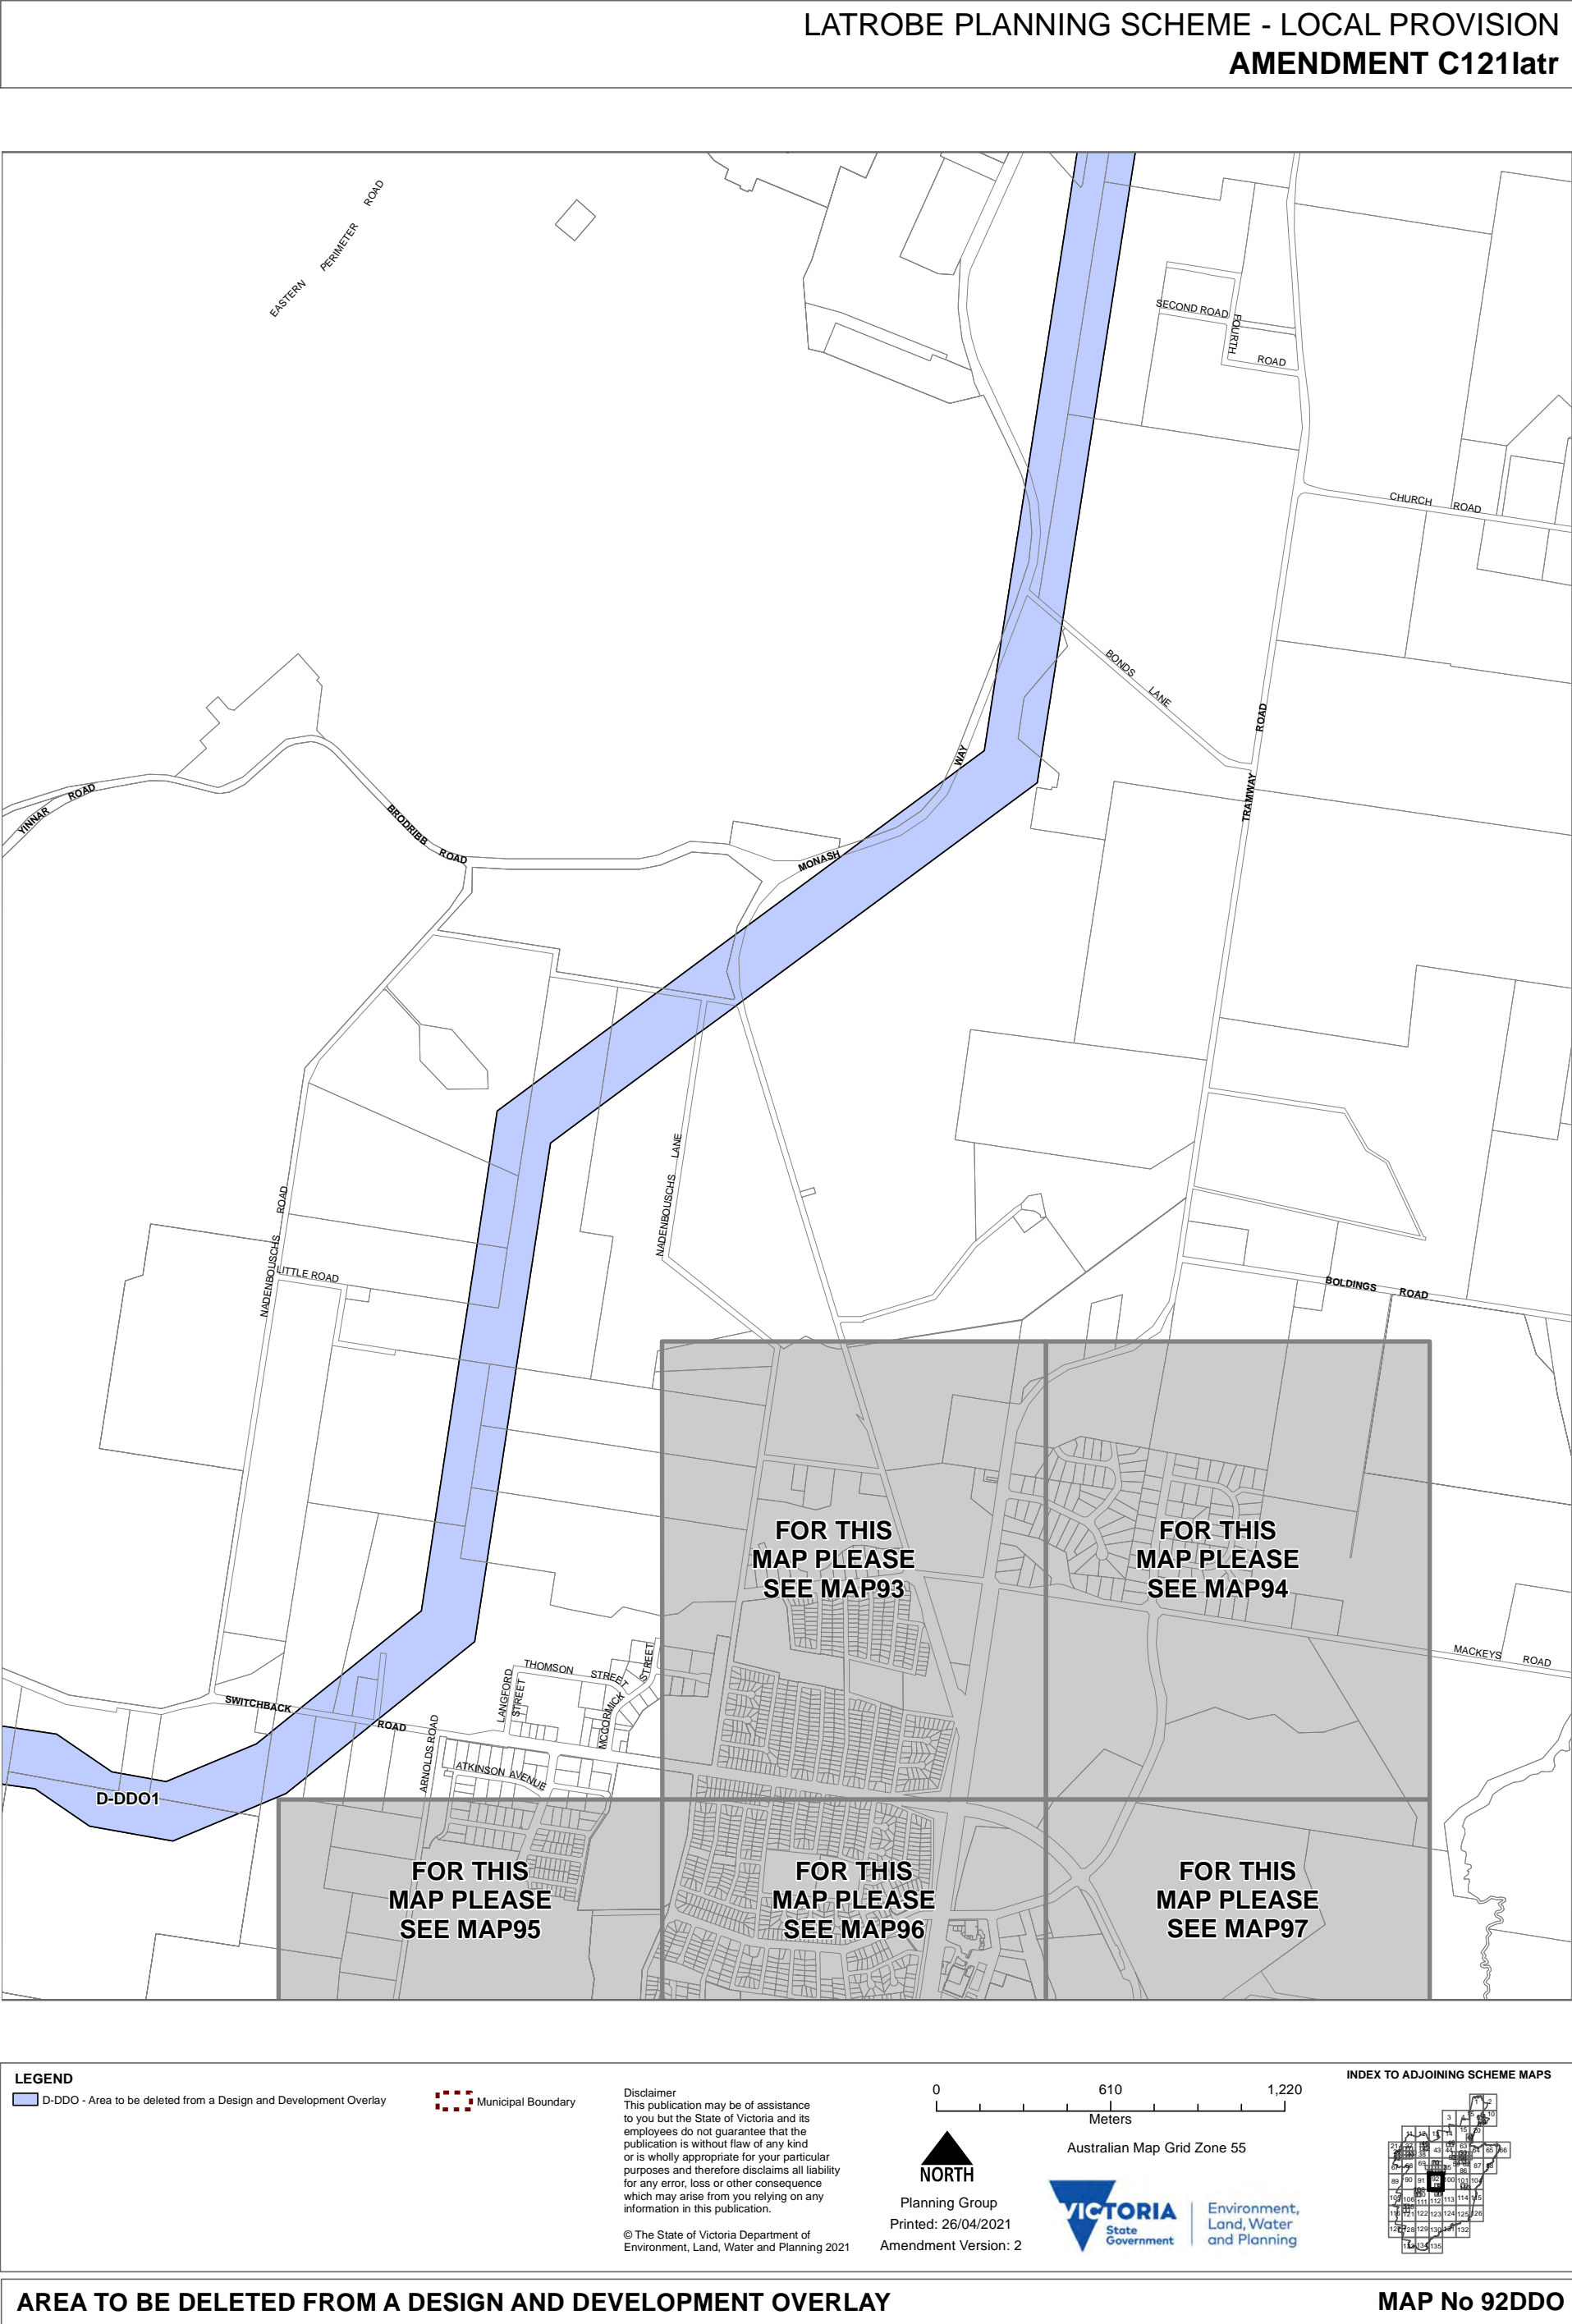 LATROBE PLANNING SCHEME - LOCAL PROVISION
AMENDMENT C121latr
EASTERN PERIMETER ROAD
SECOND ROAD
FOURTH
ROAD
CHURCH ROAD
BONDS LANE
TRAMWAY ROAD
WAY
MONASH
YINNAR ROAD
BRODRIBB ROAD
NADENBOUSCHS LANE
NADENBOUSCHS ROAD
LITTLE ROAD
BOLDINGS ROAD
FOR THIS
MAP PLEASE
SEE MAP93
FOR THIS
MAP PLEASE
SEE MAP94
MACKEYS ROAD
THOMSON STREET
STREET
LANGFORD
STREET
MCCORMICK
SWITCHBACK ROAD
ARNOLDS ROAD
ATKINSON AVENUE
D-DDO1
FOR THIS
MAP PLEASE
SEE MAP95
FOR THIS
MAP PLEASE
SEE MAP96
FOR THIS
MAP PLEASE
SEE MAP97
LEGEND
D-DDO - Area to be deleted from a Design and Development Overlay
Municipal Boundary
Disclaimer
This publication may be of assistance
to you but the State of Victoria and its
employees do not guarantee that the
publication is without flaw of any kind
or is wholly appropriate for your particular
purposes and therefore disclaims all liability
for any error, loss or other consequence
which may arise from you relying on any
information in this publication.
© The State of Victoria Department of
Environment, Land, Water and Planning 2021
0 610 1,220
Meters
Australian Map Grid Zone 55
NORTH
Planning Group
Printed: 26/04/2021
Amendment Version: 2
VICTORIA
State
Government
Environment,
Land, Water
and Planning
INDEX TO ADJOINING SCHEME MAPS
AREA TO BE DELETED FROM A DESIGN AND DEVELOPMENT OVERLAY
MAP No 92DDO